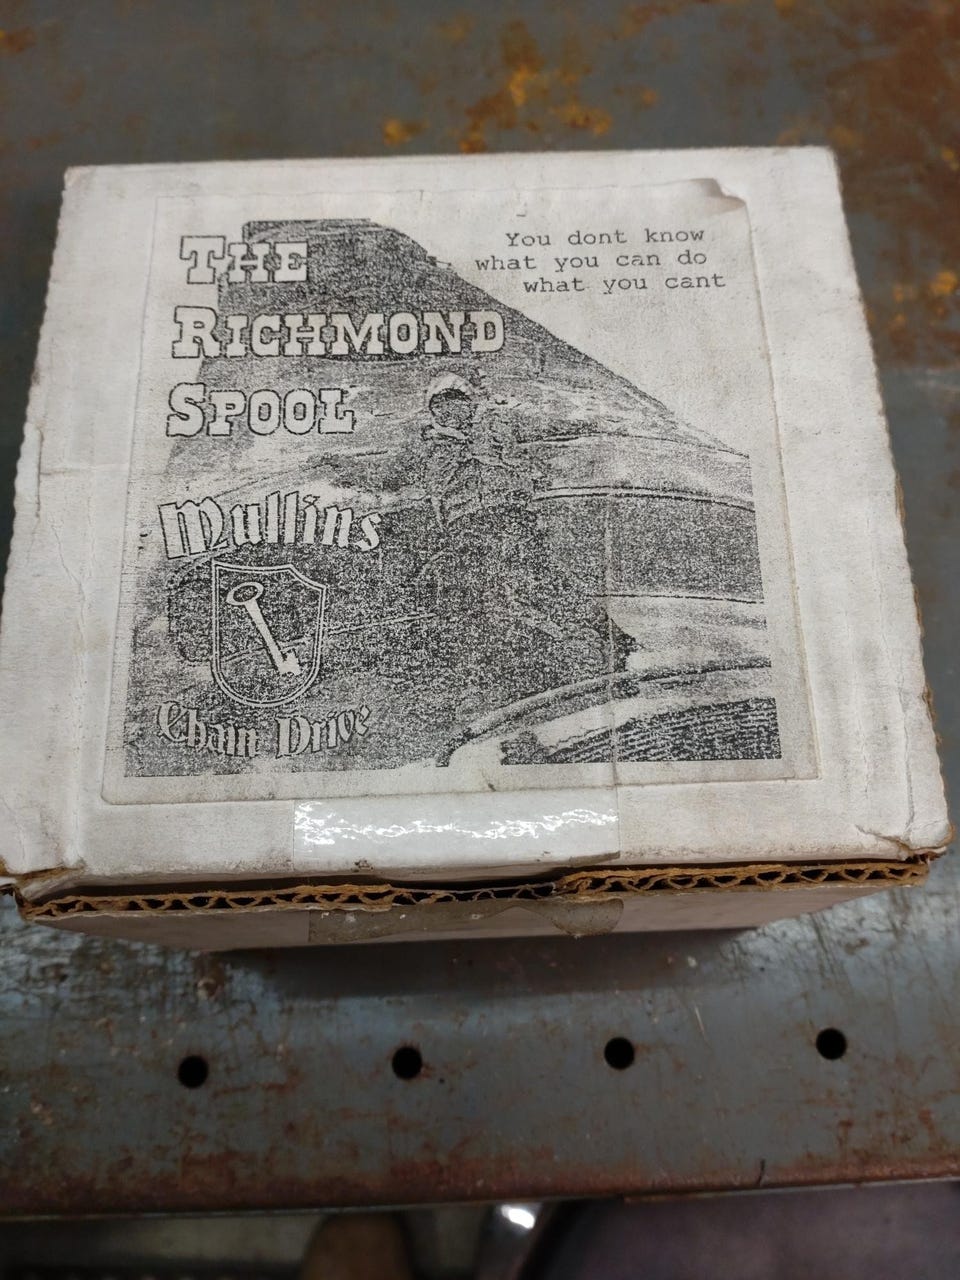 THE
RICHMOND
SPOOL
You dont know
what you can do
what you cant
Mullins
Chain Drive